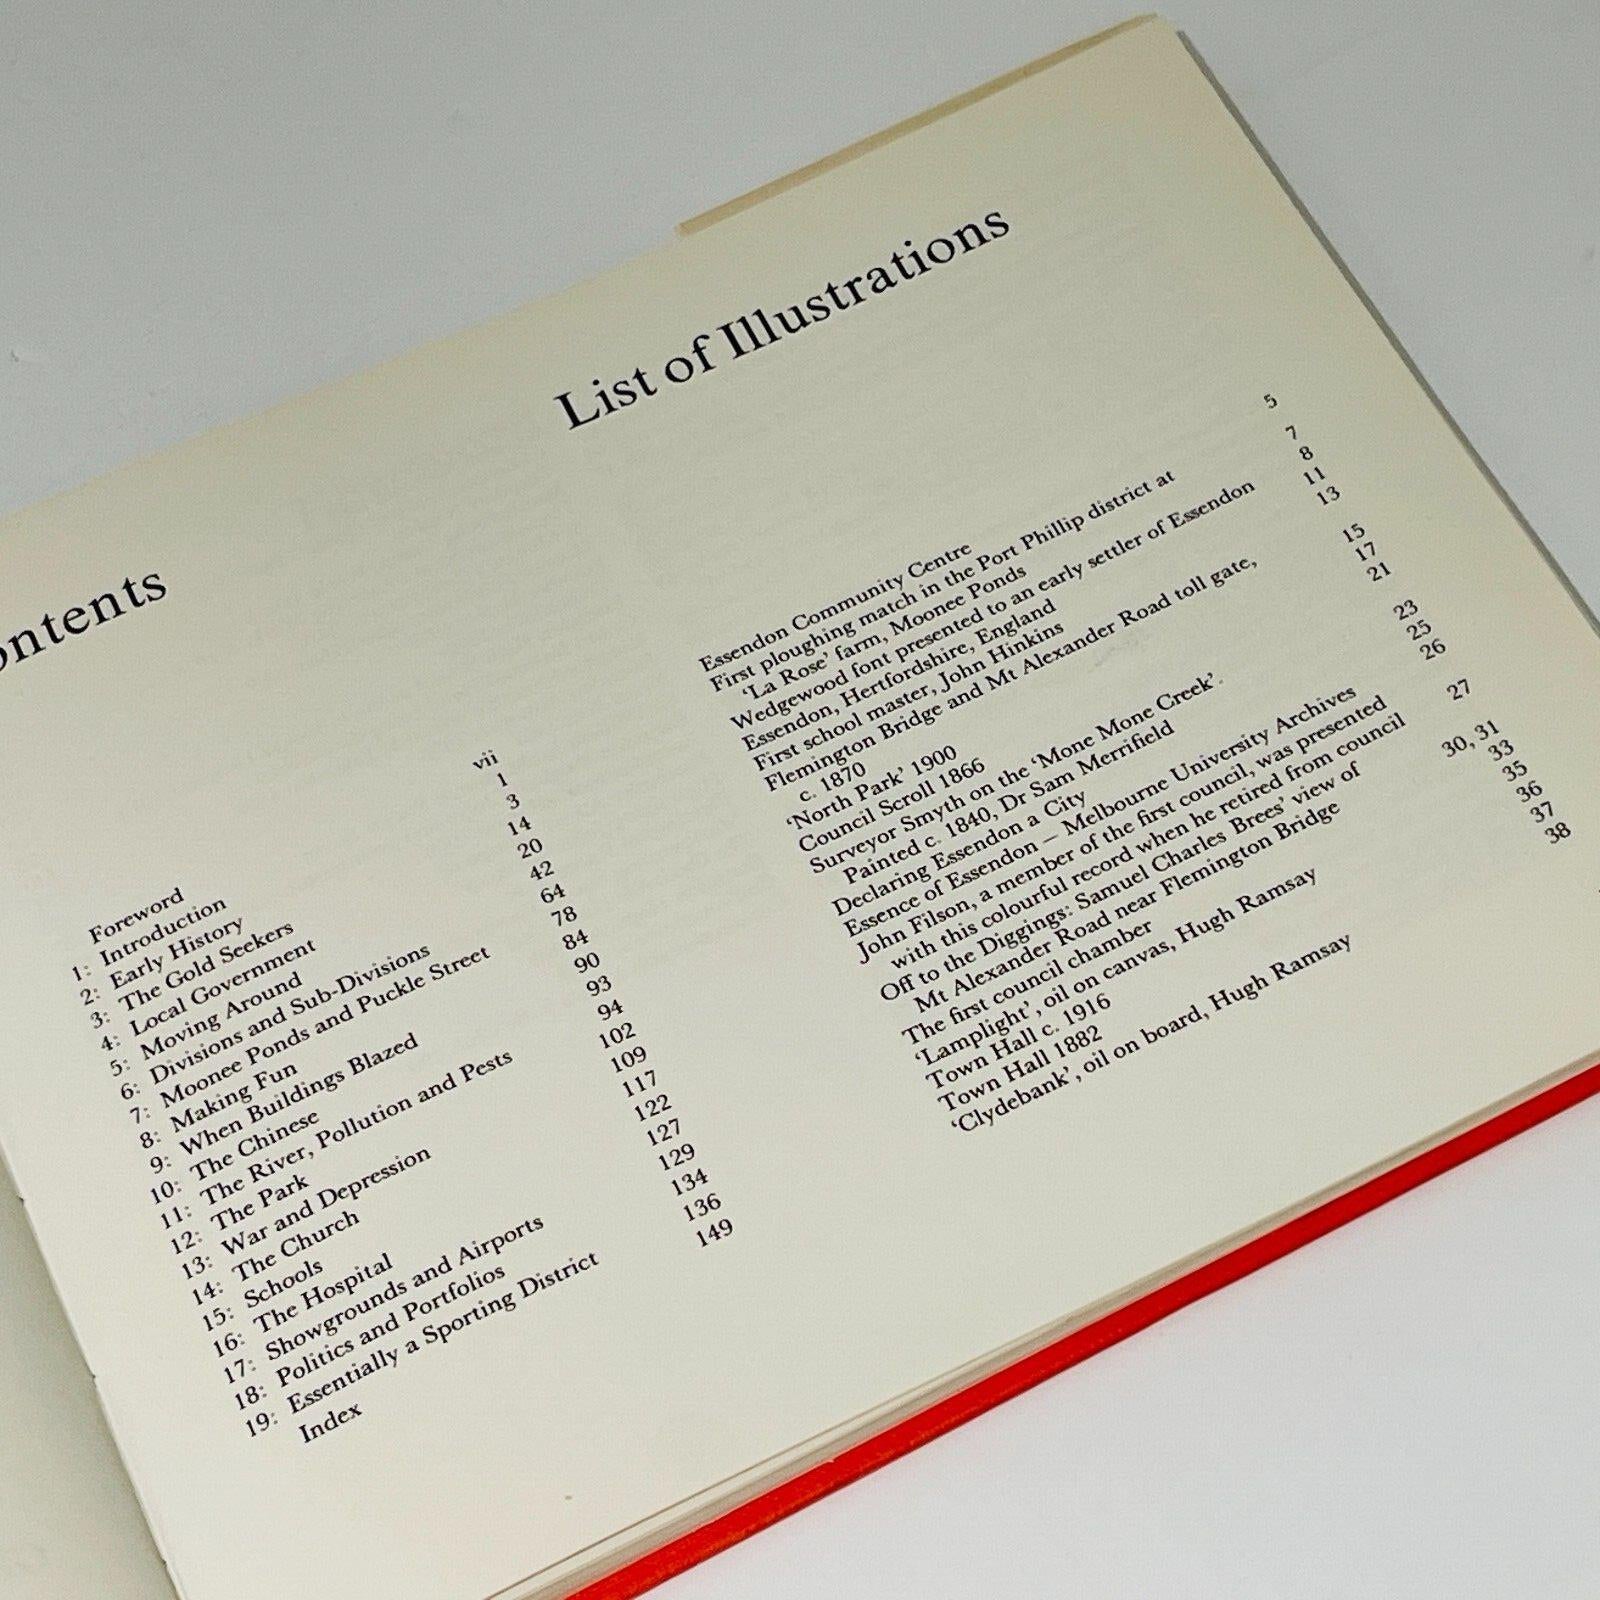 ontents
Foreword vii
1: Introduction 1
2: Early History 3
3: The Gold Seekers 14
4: Local Government 20
5: Moving Around 42
6: Divisions and Sub-Divisions 64
7: Moonee Ponds and Puckle Street 78
8: Making Fun 84
9: When Buildings Blazed 90
10: The Chinese 93
11: The River, Pollution and Pests 94
12: The Park 102
13: War and Depression 109
14: The Church 117
15: Schools 122
16: The Hospital 127
17: Showgrounds and Airports 129
18: Politics and Portfolios 134
19: Essentially a Sporting District 136
Index 149
List of Illustrations
Essendon Community Centre 5
First ploughing match in the Port Phillip district at
‘La Rose’ farm, Moonee Ponds 7
Wedgewood font presented to an early settler of Essendon 8
Essendon, Hertfordshire, England 11
First school master, John Hinkins 13
Flemington Bridge and Mt Alexander Road toll gate,
c. 1870 15
‘North Park’ 1900 17
Council Scroll 1866 21
Surveyor Smyth on the ‘Mone Mone Creek’.
Painted c. 1840, Dr Sam Merrifield 23
Declaring Essendon a City 25
Essence of Essendon — Melbourne University Archives 26
John Filson, a member of the first council, was presented
with this colourful record when he retired from council 27
Off to the Diggings: Samuel Charles Brees’ view of
Mt Alexander Road near Flemington Bridge 30, 31
The first council chamber 33
‘Lamplight’, oil on canvas, Hugh Ramsay 35
Town Hall c. 1916 36
Town Hall 1882 37
‘Clydebank’, oil on board, Hugh Ramsay 38